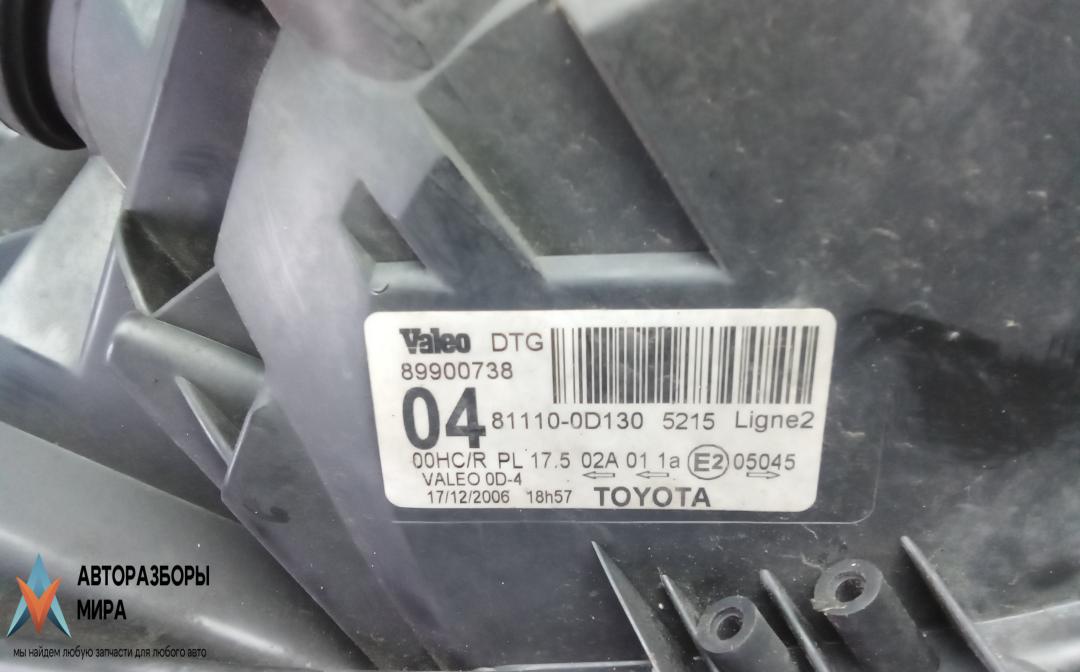 Valeo DTG
89900738
04 81110-0D130 5215 Ligne2
00HC/R PL 17.5 02A 01 1a E2 05045
VALEO 0D-4
17/12/2006 18h57 TOYOTA
АВТОРАЗБОРЫ
МИРА
мы найдем любую запчасти для любого авто